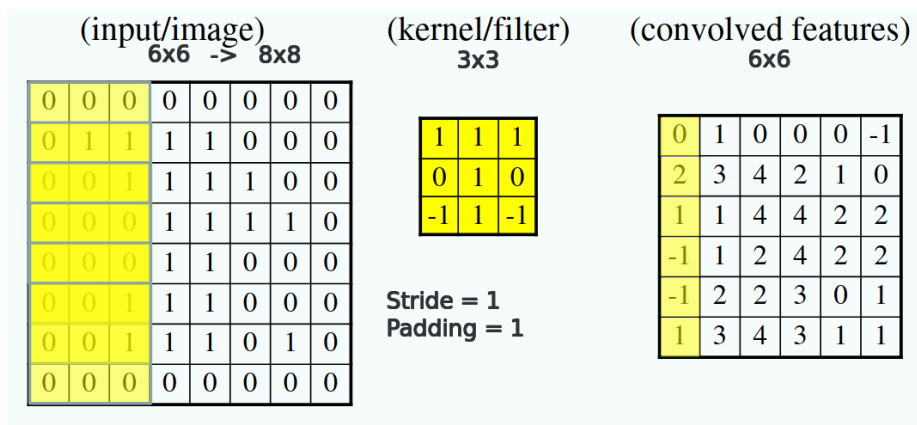 (input/image) (kernel/filter) (convolved features)
6x6 -> 8x8 3x3 6x6
0 0 0 0 0 0 0 0
0 1 1 1 1 0 0 0
0 0 1 1 1 1 0 0
0 0 0 1 1 1 1 0
0 0 0 1 1 0 0 0
0 0 1 1 1 0 0 0
0 0 1 1 1 0 1 0
0 0 0 0 0 0 0 0
1 1 1
0 1 0
-1 1 -1
Stride = 1
Padding = 1
0 1 0 0 0 -1
2 3 4 2 1 0
1 1 4 4 2 2
-1 1 2 4 2 2
-1 2 2 3 0 1
1 3 4 3 1 1